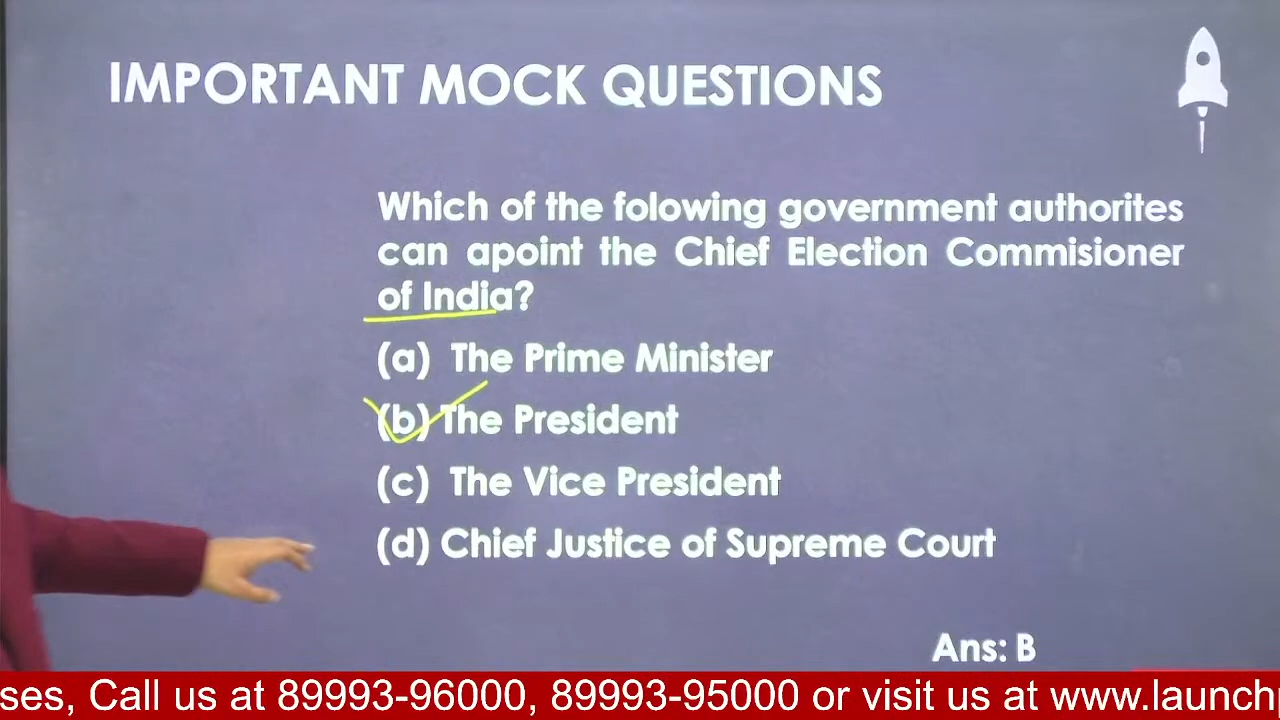 IMPORTANT MOCK QUESTIONS
Which of the folowing government authorites
can apoint the Chief Election Commisioner
of India?
(a) The Prime Minister
(b) The President
(c) The Vice President
(d) Chief Justice of Supreme Court
Ans: B
ses, Call us at 89993-96000, 89993-95000 or visit us at www.launchp